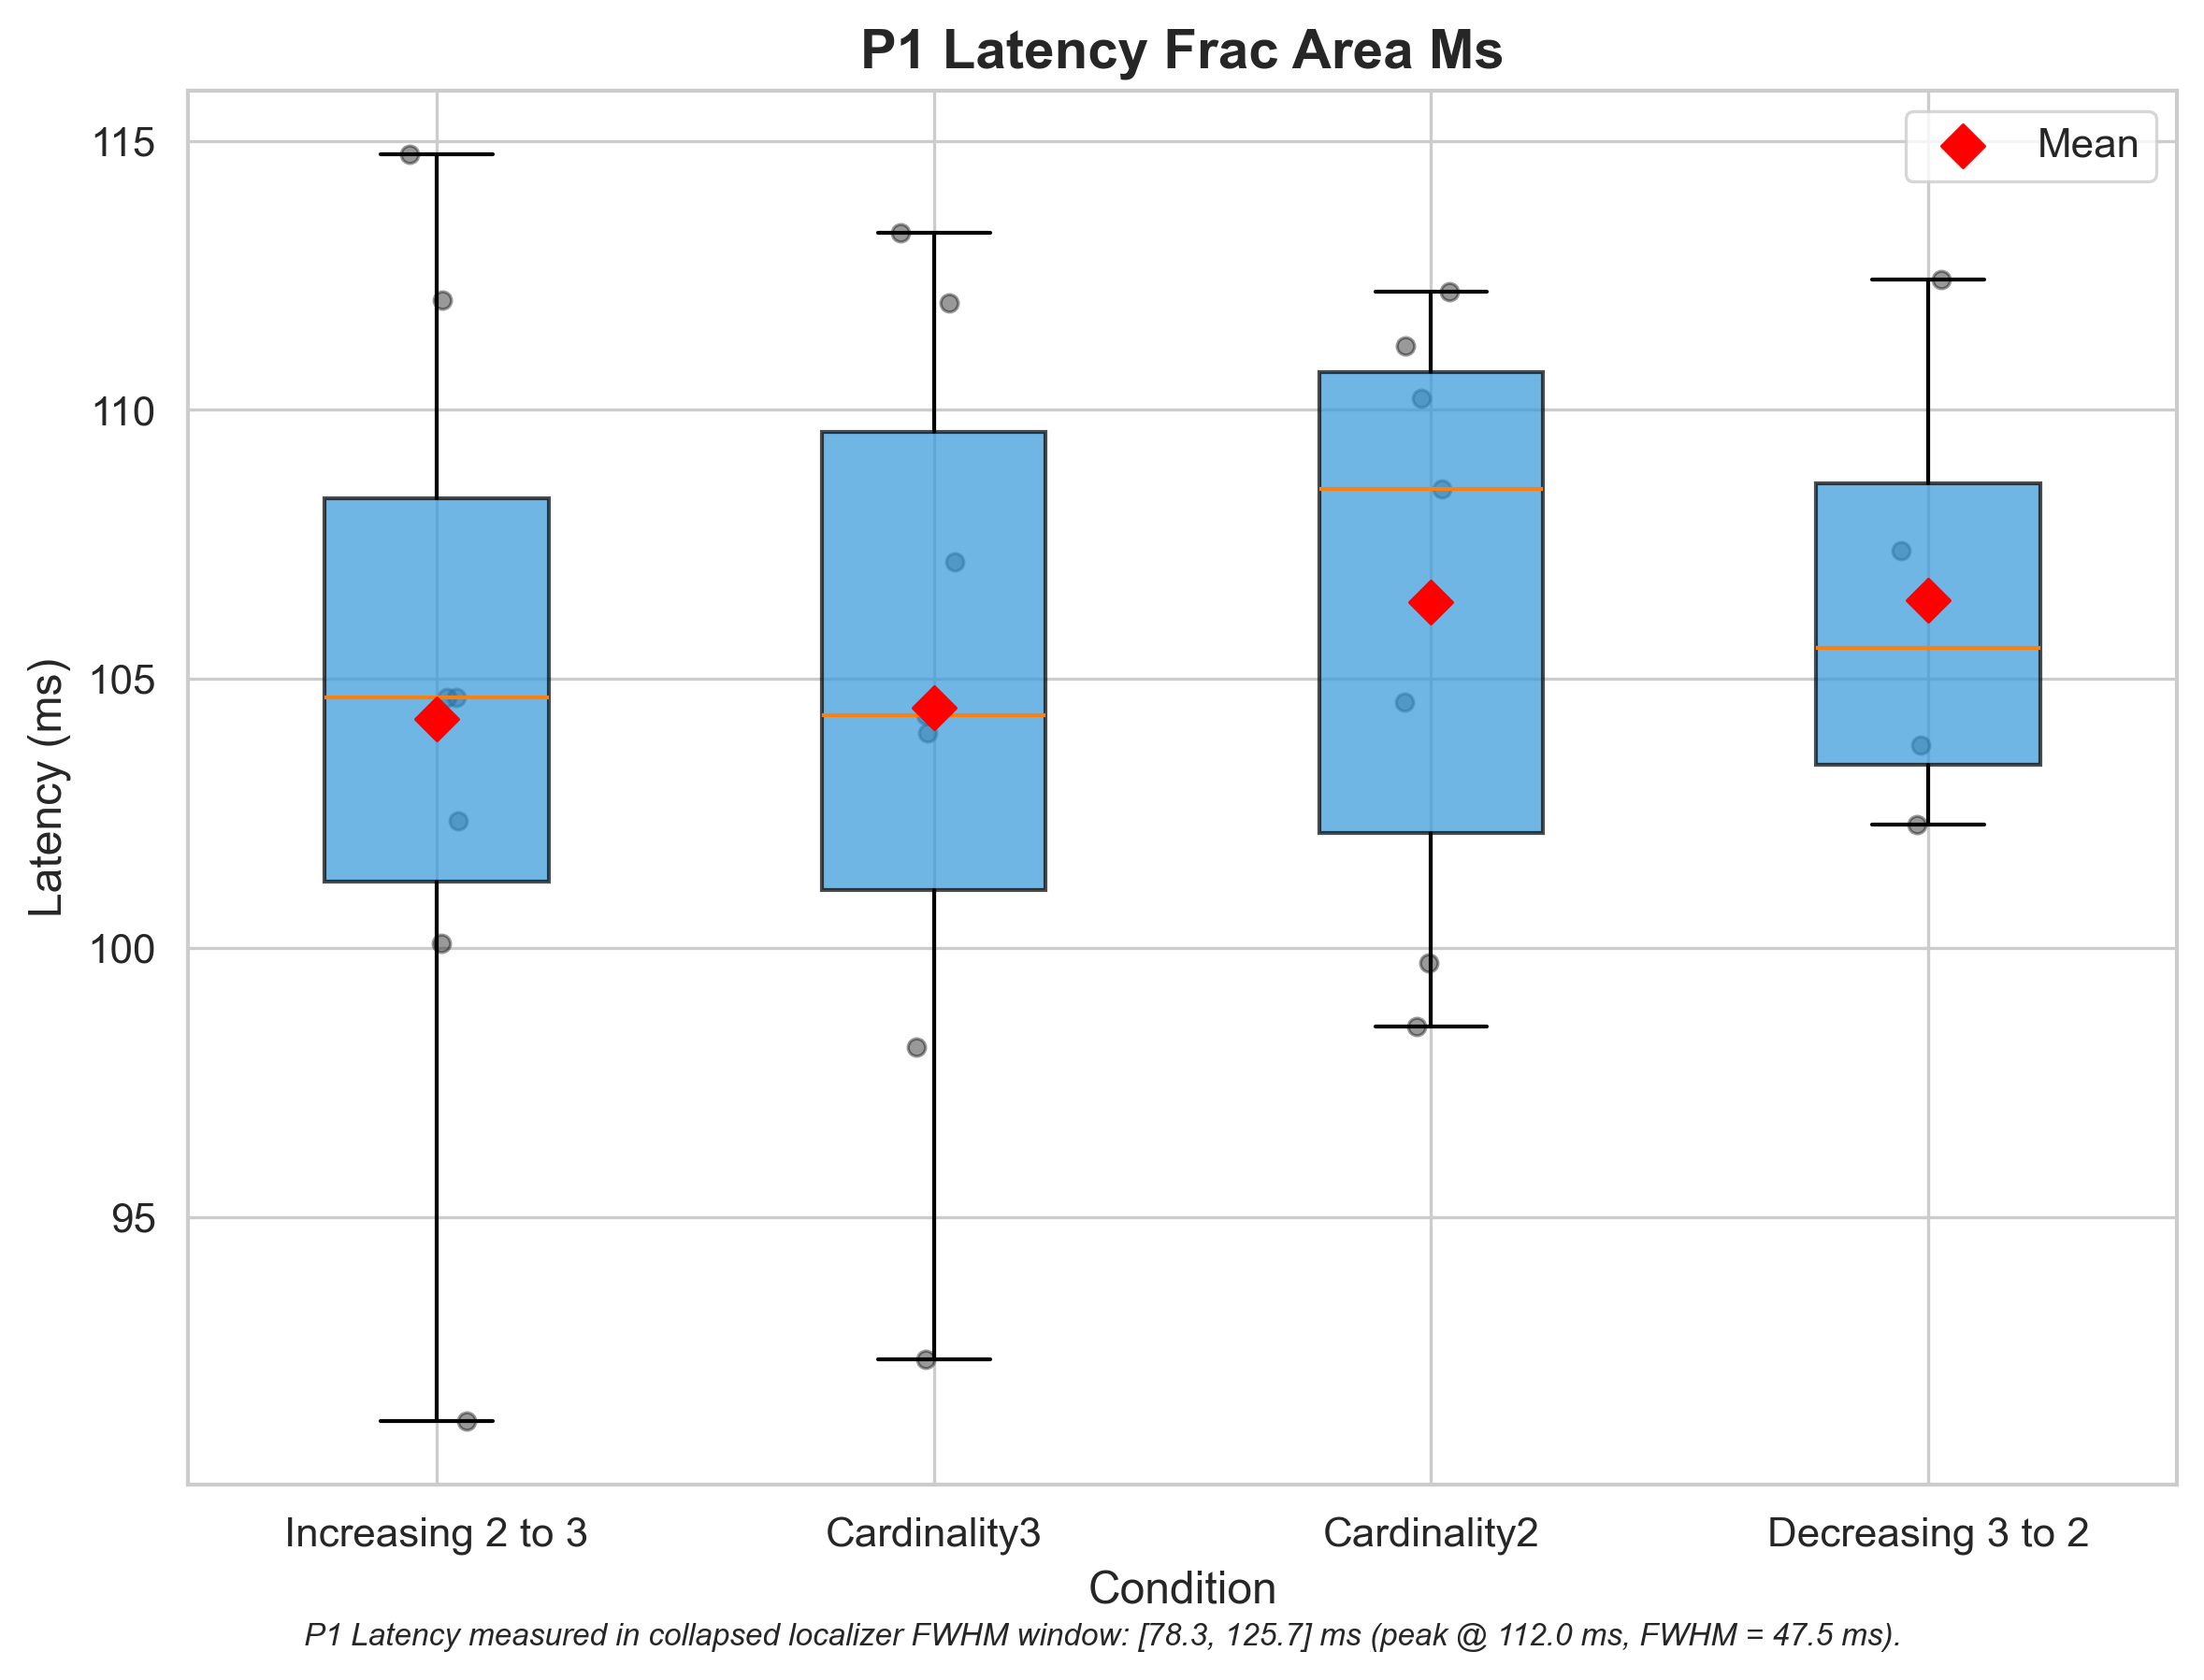 P1 Latency Frac Area Ms
Mean
115
110
105
100
95
Latency (ms)
Increasing 2 to 3
Cardinality3
Cardinality2
Decreasing 3 to 2
Condition
P1 Latency measured in collapsed localizer FWHM window: [78.3, 125.7] ms (peak @ 112.0 ms, FWHM = 47.5 ms).